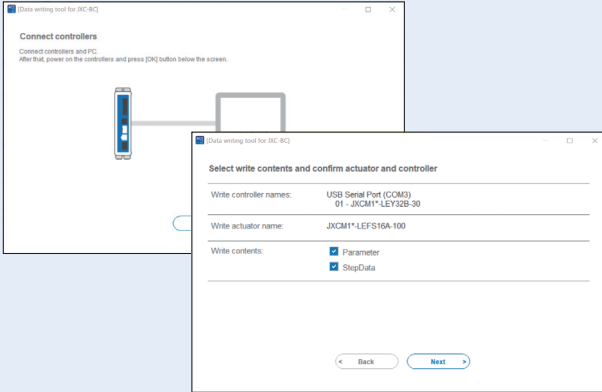 [Data writing tool for JXC-BC]
Connect controllers
Connect controllers and PC.
After that, power on the controllers and press [OK] button below the screen.
[Data writing tool for JXC-BC]
Select write contents and confirm actuator and controller
Write controller names: USB Serial Port (COM3)
01 - JXCM1*-LEY32B-30
Write actuator name: JXCM1*-LEFS16A-100
Write contents: Parameter
StepData
< Back Next >